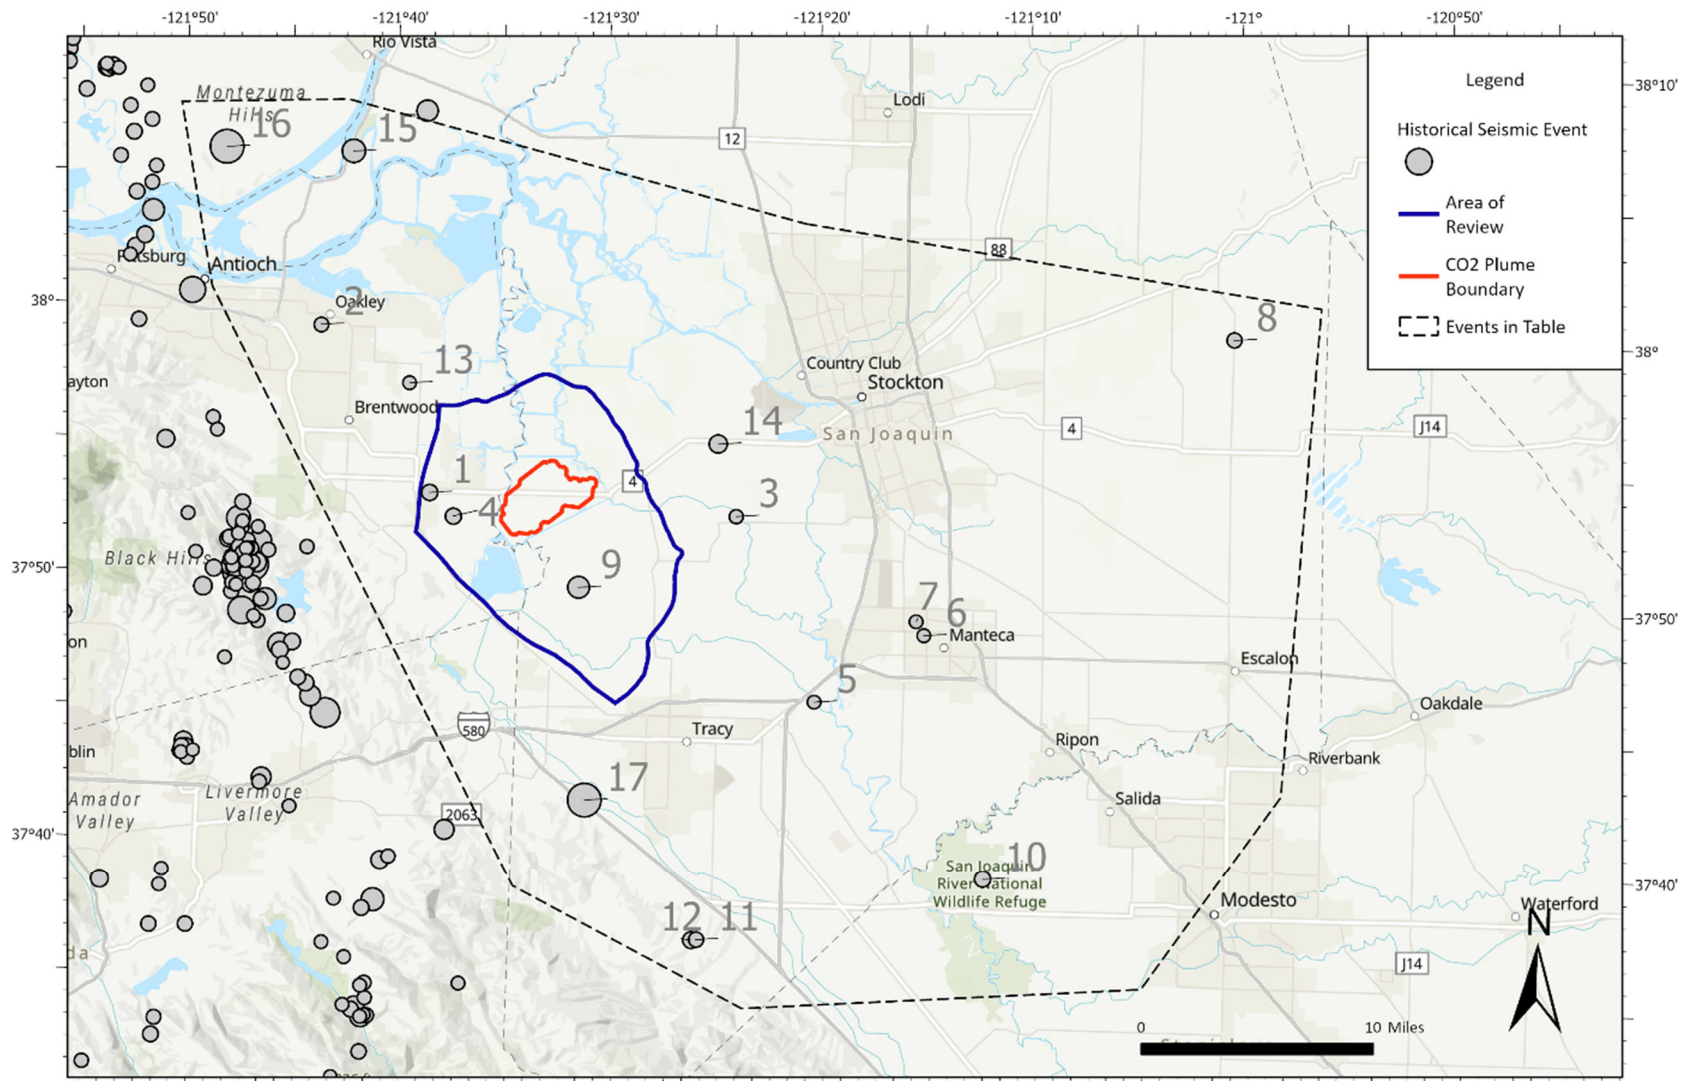 -121°50'
-121°40'
-121°30'
-121°20'
-121°10'
-121°
-120°50'
Rio Vista
Legend
38°10'
Montezuma
Hills
Lodi
16
15
12
Historical Seismic Event
Area of
Review
88
Pittsburg
Antioch
CO2 Plume
Boundary
38°
2
Oakley
8
Events in Table
38°
13
Country Club
Stockton
ayton
Brentwood
14
San Joaquin
4
J14
1
4
3
4
Black Hills
37°50'
9
7
6
37°50'
on
Manteca
5
Escalon
Oakdale
580
Tracy
Ripon
blin
Riverbank
17
Livermore
Valley
Amador
Valley
Salida
2063
37°40'
10
San Joaquin
River National
Wildlife Refuge
37°40'
Modesto
Waterford
12
11
N
da
J14
0
10 Miles